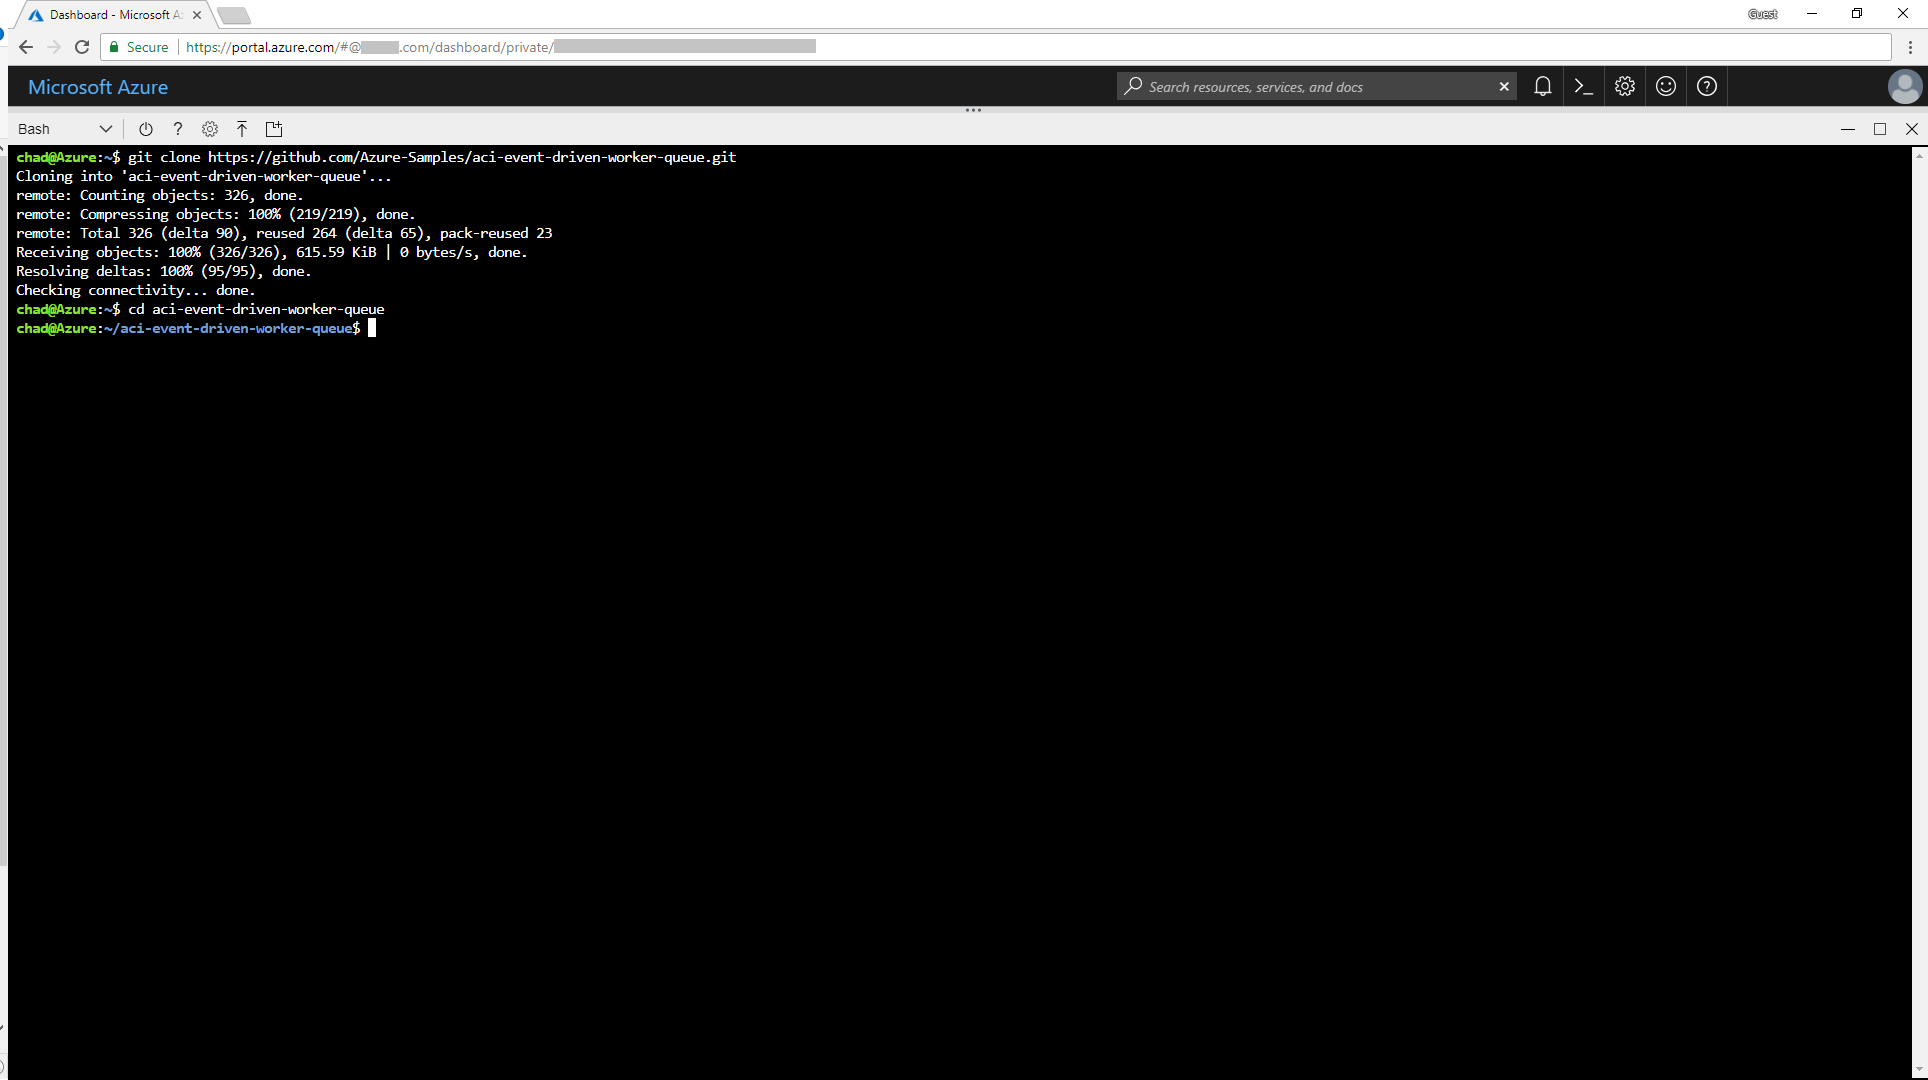 Dashboard - Microsoft A
Guest
Secure
https://portal.azure.com/#@ .com/dashboard/private/
Microsoft Azure
Search resources, services, and docs
Bash
chad@Azure:~$ git clone https://github.com/Azure-Samples/aci-event-driven-worker-queue.git
Cloning into 'aci-event-driven-worker-queue'...
remote: Counting objects: 326, done.
remote: Compressing objects: 100% (219/219), done.
remote: Total 326 (delta 90), reused 264 (delta 65), pack-reused 23
Receiving objects: 100% (326/326), 615.59 KiB | 0 bytes/s, done.
Resolving deltas: 100% (95/95), done.
Checking connectivity... done.
chad@Azure:~$ cd aci-event-driven-worker-queue
chad@Azure:~/aci-event-driven-worker-queue$